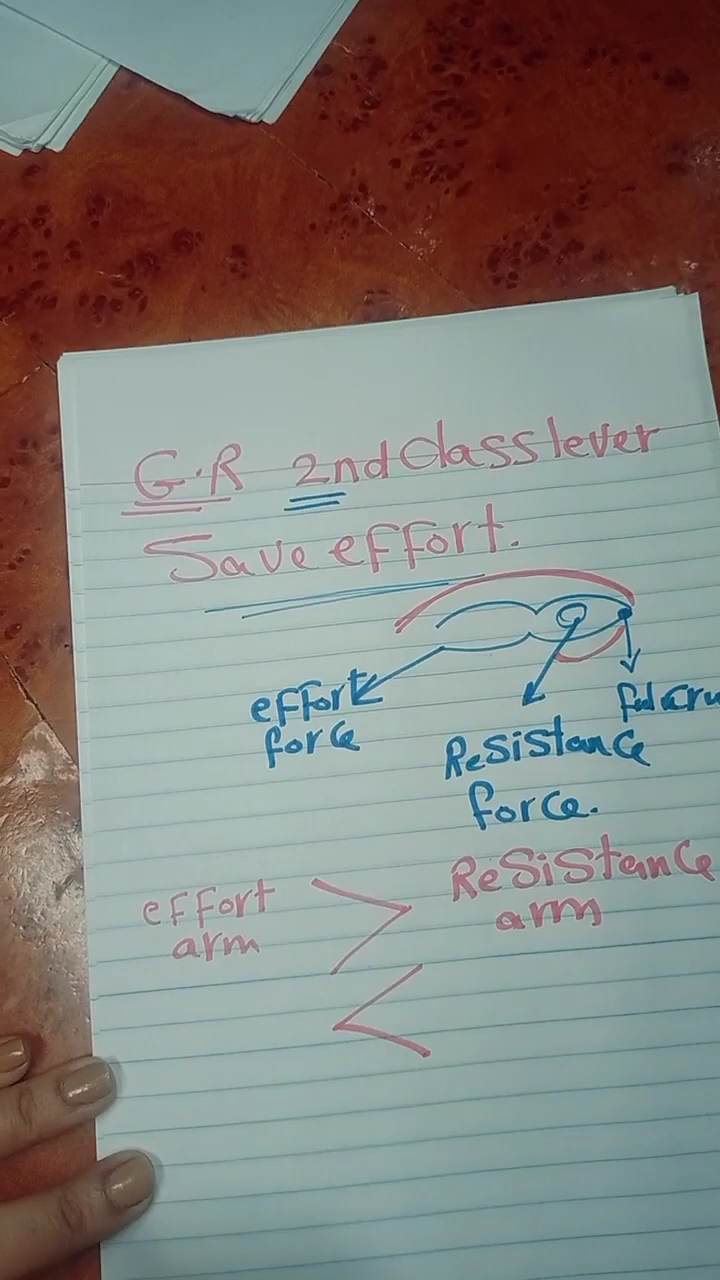 G.R 2nd Class lever
Save effort.
effort
force
Resistance
force.
effort
arm
>
Resistance
arm
<